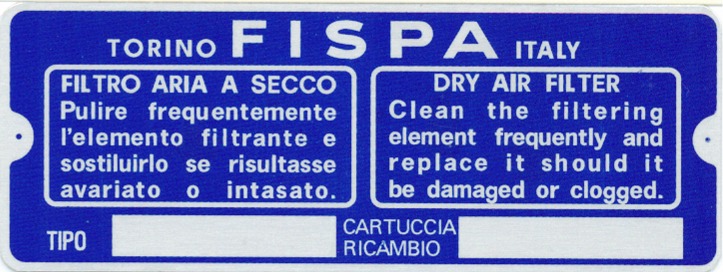 TORINO FISPA ITALY
FILTRO ARIA A SECCO
Pulire frequentemente
l'elemento filtrante e
sostiluirlo se risultasse
avariato o intasato.
DRY AIR FILTER
Clean the filtering
element frequently and
replace it should it
be damaged or clogged.
TIPO
CARTUCCIA
RICAMBIO